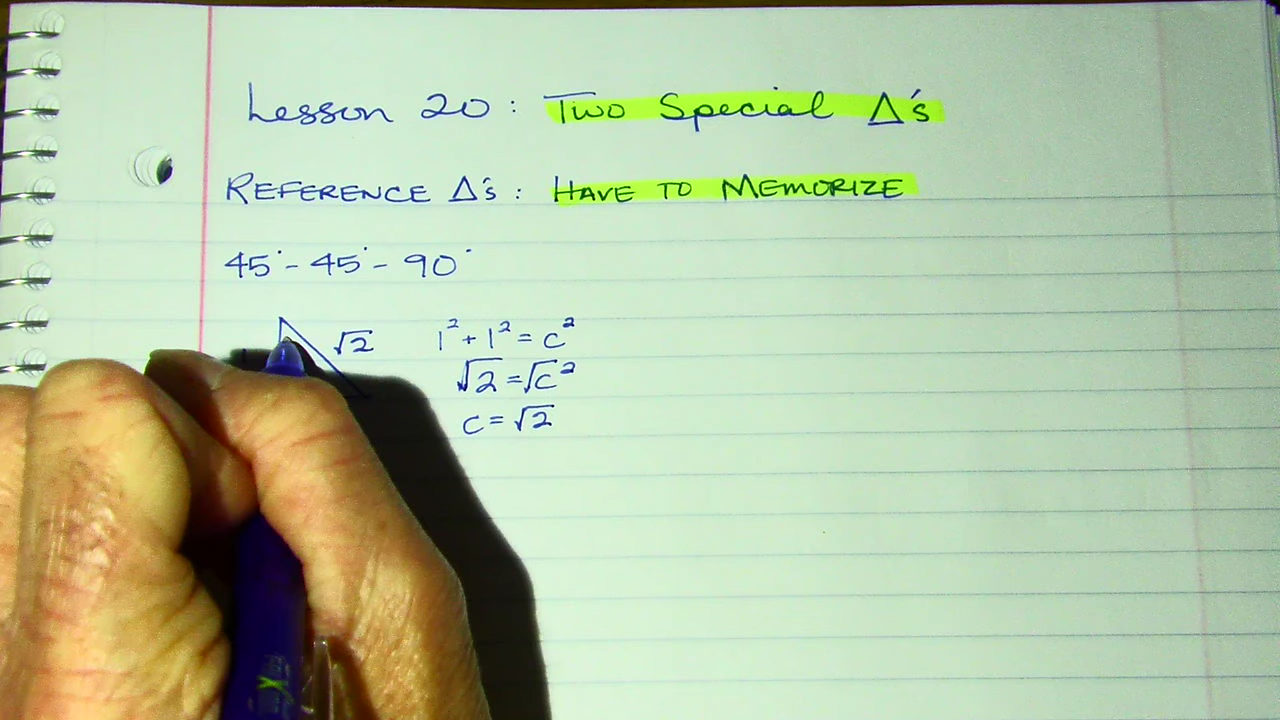 Lesson 20: Two Special Δ's
REFERENCE Δ's: HAVE TO MEMORIZE
45° - 45° - 90°
√2
1² + 1² = c²
√2 = √c²
c = √2